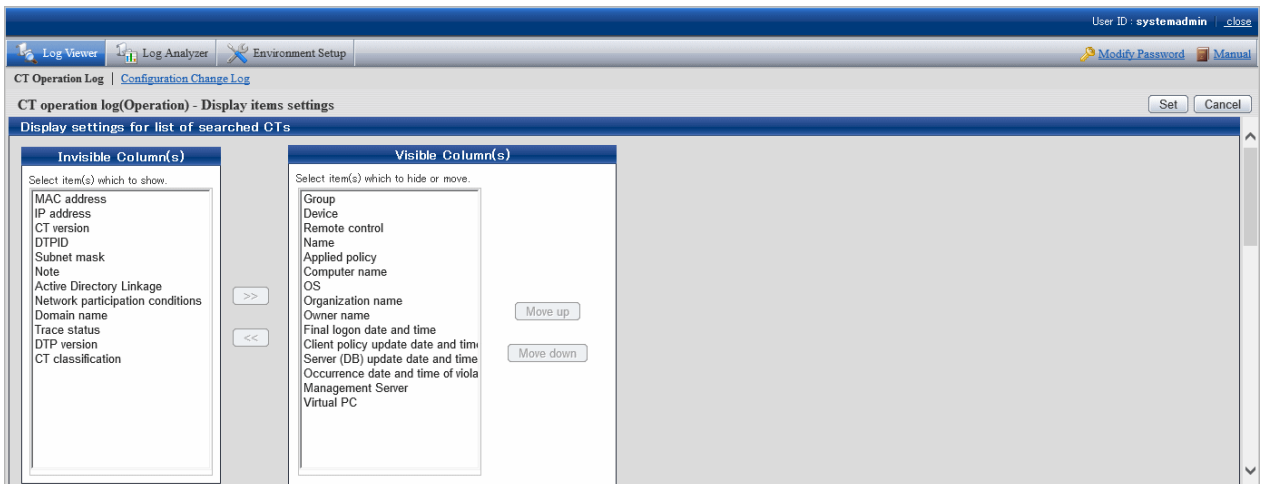 User ID : systemadmin | close
Log Viewer Log Analyzer Environment Setup Modify Password Manual
CT Operation Log | Configuration Change Log
CT operation log(Operation) - Display items settings Set Cancel
Display settings for list of searched CTs
Invisible Column(s)
Select item(s) which to show.
MAC address
IP address
CT version
DTPID
Subnet mask
Note
Active Directory Linkage
Network participation conditions
Domain name
Trace status
DTP version
CT classification
>>
<<
Visible Column(s)
Select item(s) which to hide or move.
Group
Device
Remote control
Name
Applied policy
Computer name
OS
Organization name
Owner name
Final logon date and time
Client policy update date and time
Server (DB) update date and time
Occurrence date and time of viola
Management Server
Virtual PC
Move up
Move down